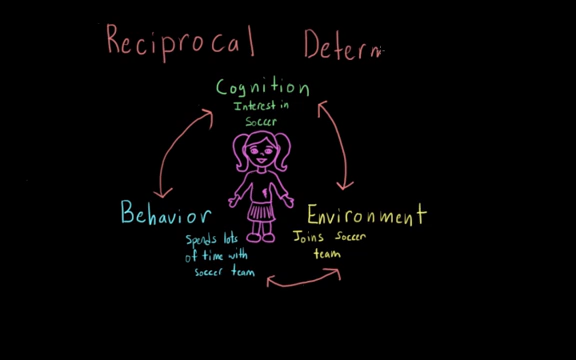 Reciprocal Determ
Cognition
Interest in
Soccer
Behavior
Spends lots
of time with
soccer team
Environment
Joins soccer
team